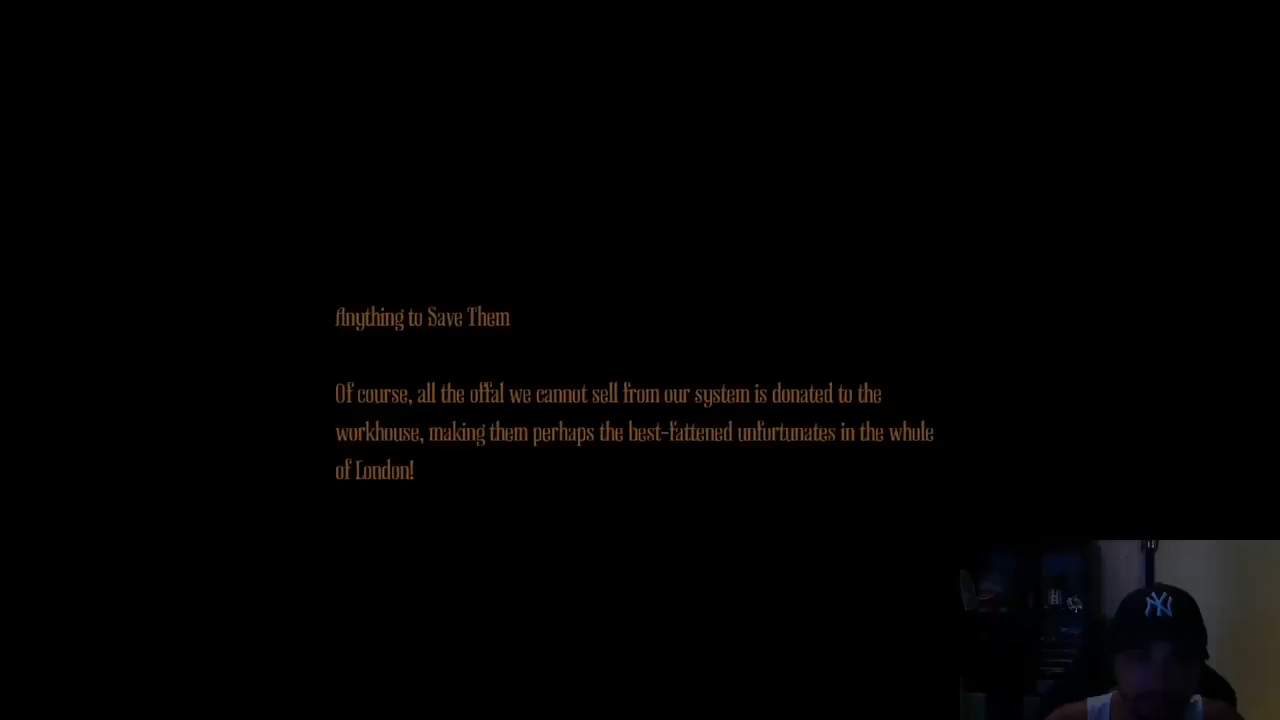 Anything to Save Them
Of course, all the offal we cannot sell from our system is donated to the
workhouse, making them perhaps the best-fattened unfortunates in the whole
of London!
NY